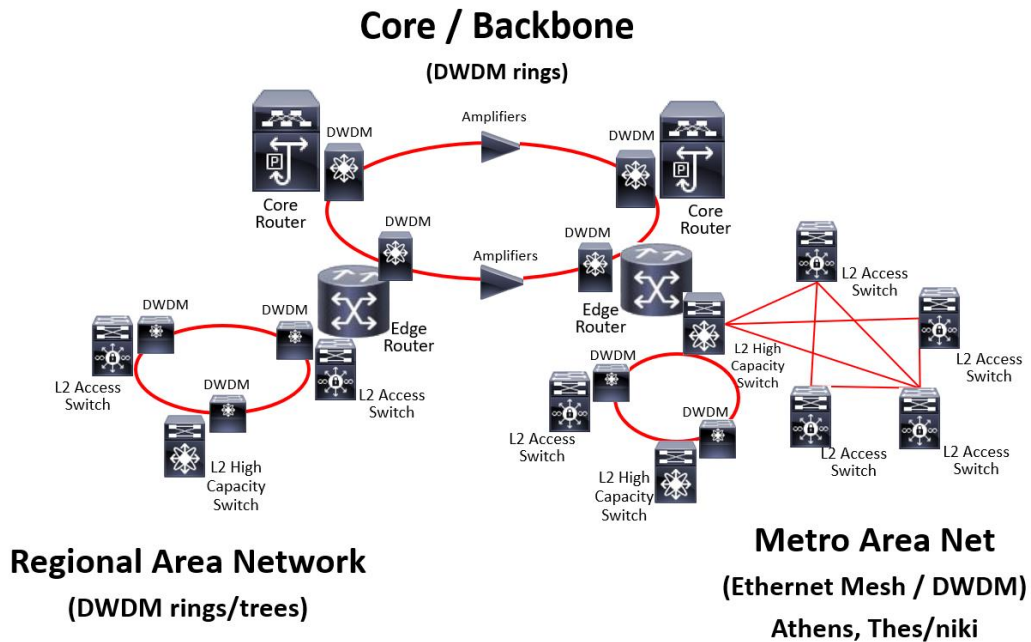 Core / Backbone
(DWDM rings)
Amplifiers
DWDM
DWDM
P
P
Core
Router
Core
Router
DWDM
DWDM
Amplifiers
L2 Access
Switch
DWDM
DWDM
Edge
Router
Edge
Router
L2 Access
Switch
L2 High
Capacity
Switch
DWDM
L2 Access
Switch
DWDM
L2 Access
Switch
DWDM
L2 Access
Switch
L2 Access
Switch
L2 Access
Switch
L2 High
Capacity
Switch
L2 High
Capacity
Switch
Regional Area Network
(DWDM rings/trees)
Metro Area Net
(Ethernet Mesh / DWDM)
Athens, Thes/niki